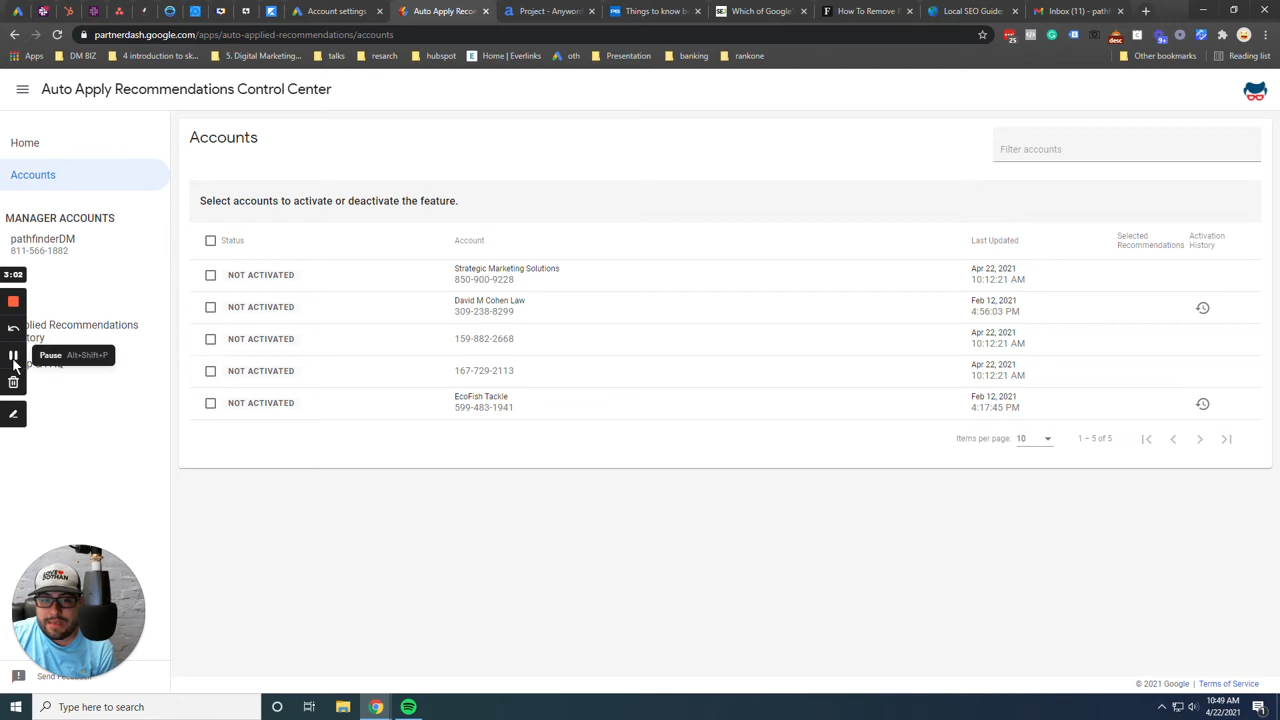 Account settings
Auto Apply Reco
Project - Anyword
Things to know b
Which of Google'
How To Remove I
Local SEO Guide
Inbox (11) - pathf
partnerdash.google.com/apps/auto-applied-recommendations/accounts
Apps
DM BIZ
4 introduction to sk...
5. Digital Marketing...
talks
resarch
hubspot
Home | Everlinks
oth
Presentation
banking
rankone
Other bookmarks
Reading list
Auto Apply Recommendations Control Center
Home
Accounts
MANAGER ACCOUNTS
pathfinderDM
811-566-1882
3:02
plied Recommendations
tory
Pause Alt+Shift+P
Send Feedback
Accounts
Filter accounts
Select accounts to activate or deactivate the feature.
Status
Account
Last Updated
Selected Recommendations
Activation History
NOT ACTIVATED
Strategic Marketing Solutions
850-900-9228
Apr 22, 2021
10:12:21 AM
NOT ACTIVATED
David M Cohen Law
309-238-8299
Feb 12, 2021
4:56:03 PM
NOT ACTIVATED
159-882-2668
Apr 22, 2021
10:12:21 AM
NOT ACTIVATED
167-729-2113
Apr 22, 2021
10:12:21 AM
NOT ACTIVATED
EcoFish Tackle
599-483-1941
Feb 12, 2021
4:17:45 PM
Items per page: 10
1 – 5 of 5
© 2021 Google | Terms of Service
Type here to search
10:49 AM
4/22/2021